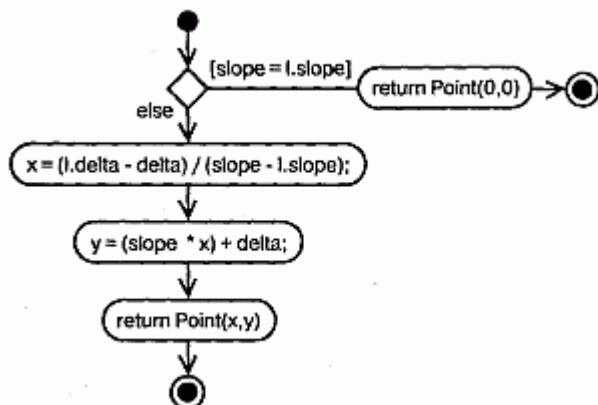 [slope = l.slope]
return Point(0,0)
else
x = (l.delta - delta) / (slope - l.slope);
y = (slope * x) + delta;
return Point(x,y)